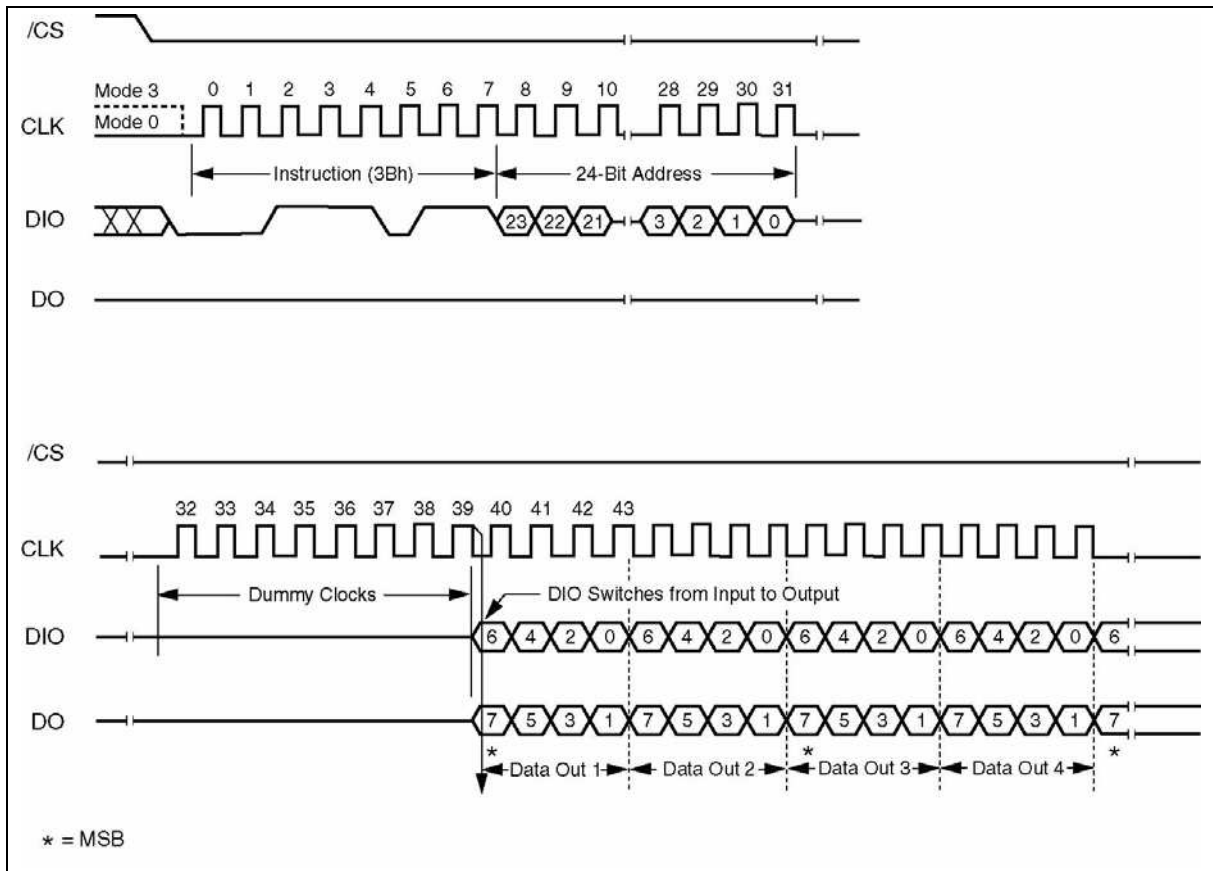 /CS
Mode 3
0 1 2 3 4 5 6 7 8 9 10 28 29 30 31
CLK
Mode 0
Instruction (3Bh) 24-Bit Address
DIO 23 22 21 3 2 1 0
DO
/CS
32 33 34 35 36 37 38 39 40 41 42 43
CLK
Dummy Clocks DIO Switches from Input to Output
DIO 6 4 2 0 6 4 2 0 6 4 2 0 6 4 2 0 6
DO 7 5 3 1 7 5 3 1 7 5 3 1 7 5 3 1 7
* * *
Data Out 1 Data Out 2 Data Out 3 Data Out 4
* = MSB